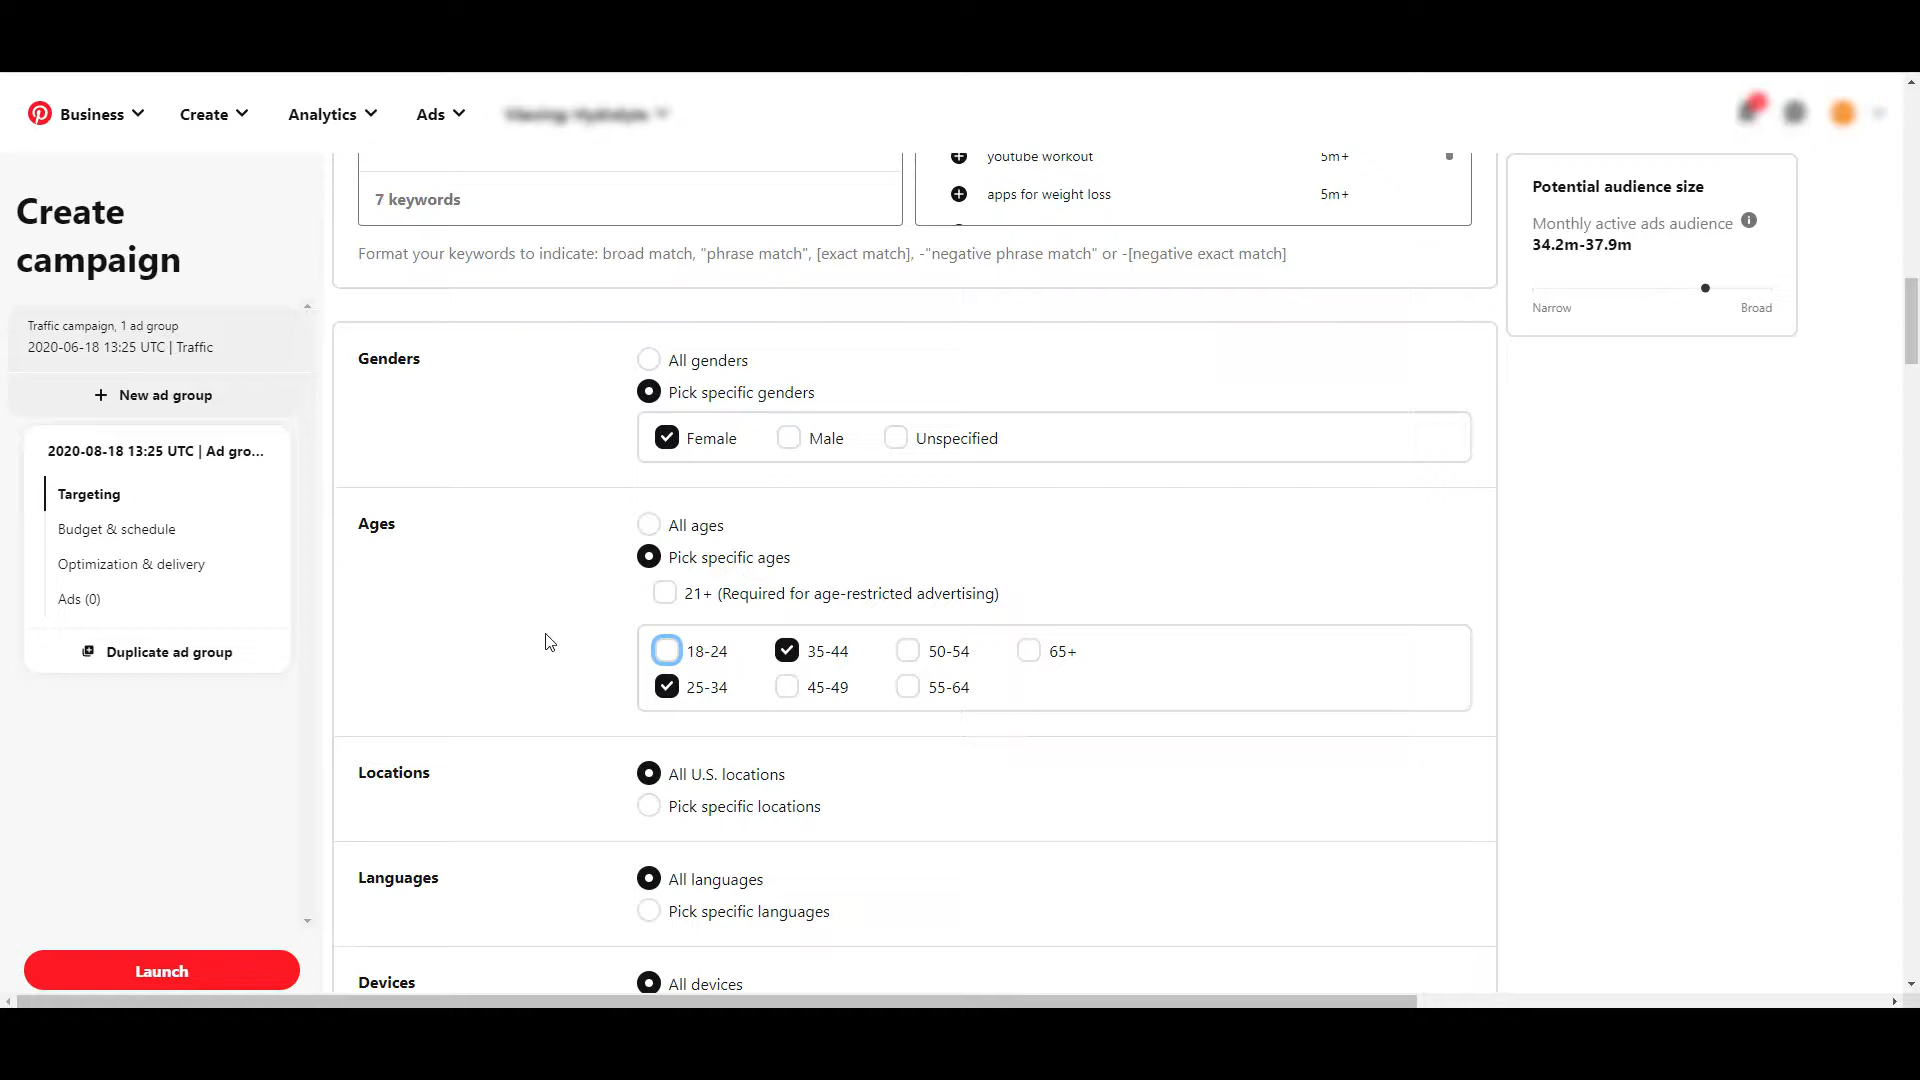 Business
Create
Analytics
Ads
Create
campaign
Traffic campaign, 1 ad group
2020-06-18 13:25 UTC | Traffic
+ New ad group
2020-08-18 13:25 UTC | Ad gro...
Targeting
Budget & schedule
Optimization & delivery
Ads (0)
Duplicate ad group
Launch
7 keywords
youtube workout 5m+
apps for weight loss 5m+
Format your keywords to indicate: broad match, "phrase match", [exact match], -"negative phrase match" or -[negative exact match]
Genders
All genders
Pick specific genders
Female Male Unspecified
Ages
All ages
Pick specific ages
21+ (Required for age-restricted advertising)
18-24 35-44 50-54 65+
25-34 45-49 55-64
Locations
All U.S. locations
Pick specific locations
Languages
All languages
Pick specific languages
Devices
All devices
Potential audience size
Monthly active ads audience
34.2m-37.9m
Narrow Broad